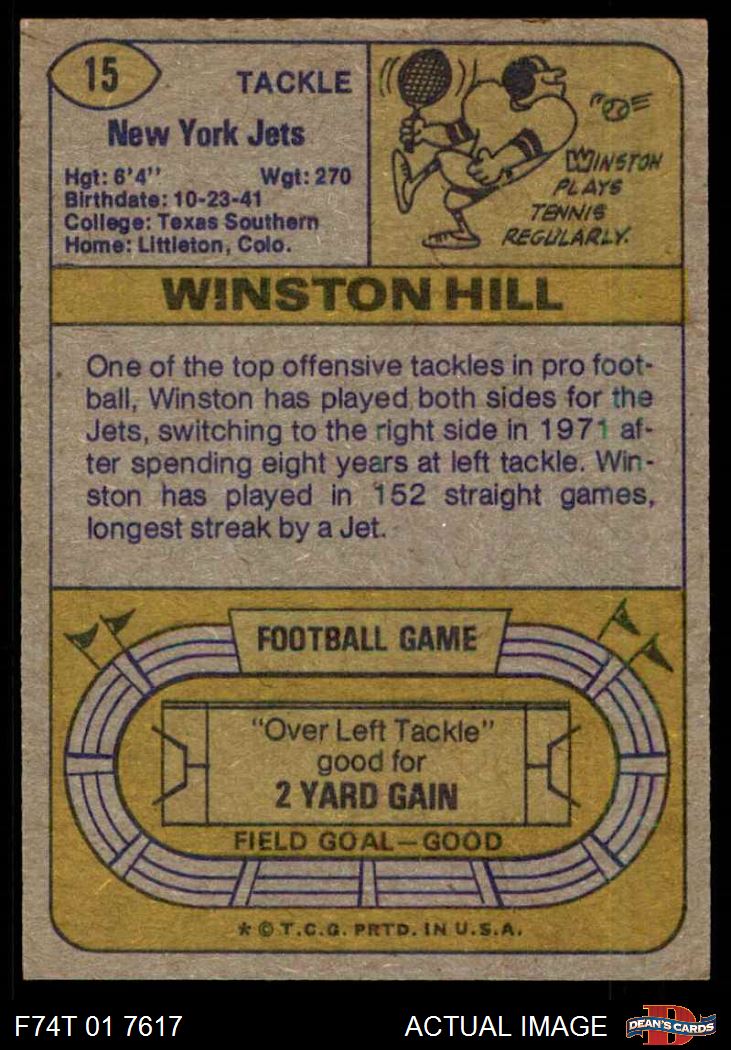 15
TACKLE
New York Jets
Hgt: 6'4'' Wgt: 270
Birthdate: 10-23-41
College: Texas Southern
Home: Littleton, Colo.
WINSTON
PLAYS
TENNIS
REGULARLY.
WINSTON HILL
One of the top offensive tackles in pro foot-
ball, Winston has played both sides for the
Jets, switching to the right side in 1971 af-
ter spending eight years at left tackle. Win-
ston has played in 152 straight games,
longest streak by a Jet.
FOOTBALL GAME
"Over Left Tackle"
good for
2 YARD GAIN
FIELD GOAL—GOOD
* © T.C.G. PRTD. IN U.S.A.
F74T 01 7617 ACTUAL IMAGE
D
DEAN'S CARDS